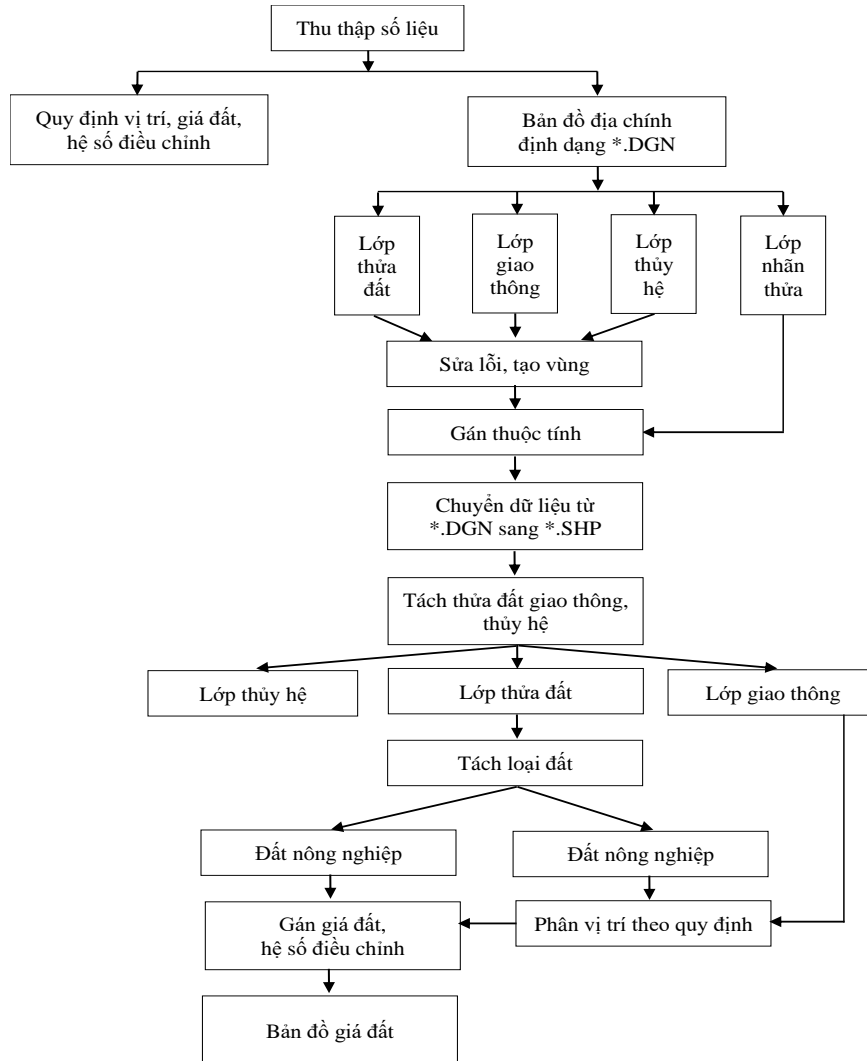 Thu thập số liệu
Quy định vị trí, giá đất,
hệ số điều chỉnh
Bản đồ địa chính
định dạng *.DGN
Lớp
thửa
đất
Lớp
giao
thông
Lớp
thủy
hệ
Lớp
nhãn
thửa
Sửa lỗi, tạo vùng
Gán thuộc tính
Chuyển dữ liệu từ
*.DGN sang *.SHP
Tách thửa đất giao thông,
thủy hệ
Lớp thủy hệ
Lớp thửa đất
Lớp giao thông
Tách loại đất
Đất nông nghiệp
Đất nông nghiệp
Gán giá đất,
hệ số điều chỉnh
Phân vị trí theo quy định
Bản đồ giá đất